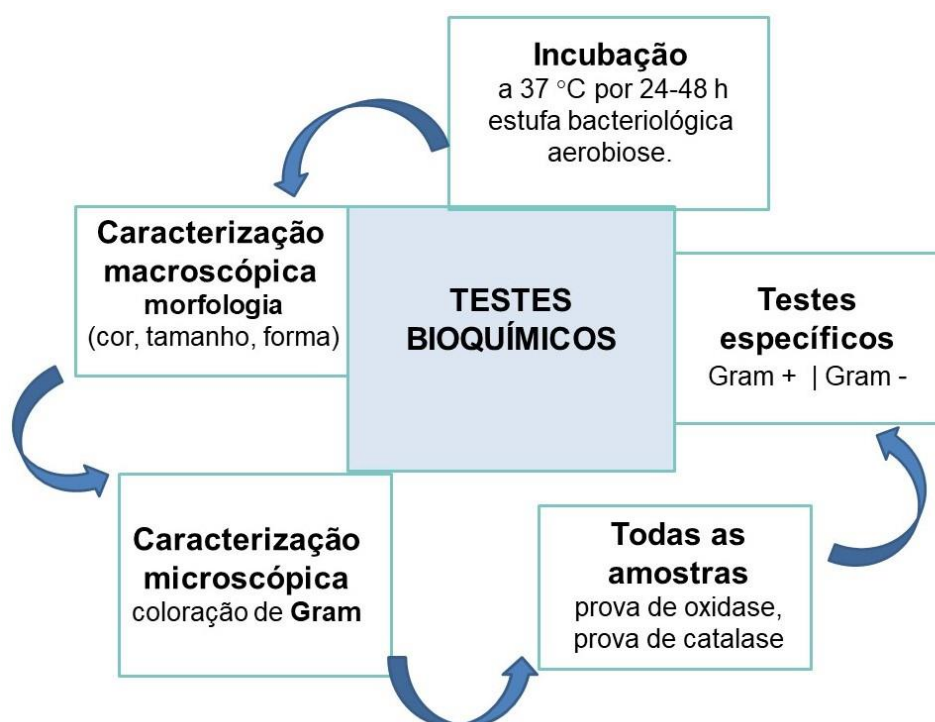 Incubação
a 37 °C por 24-48 h
estufa bacteriológica
aerobiose.
Caracterização
macroscópica
morfologia
(cor, tamanho, forma)
TESTES
BIOQUÍMICOS
Testes
específicos
Gram + | Gram -
Caracterização
microscópica
coloração de Gram
Todas as
amostras
prova de oxidase,
prova de catalase